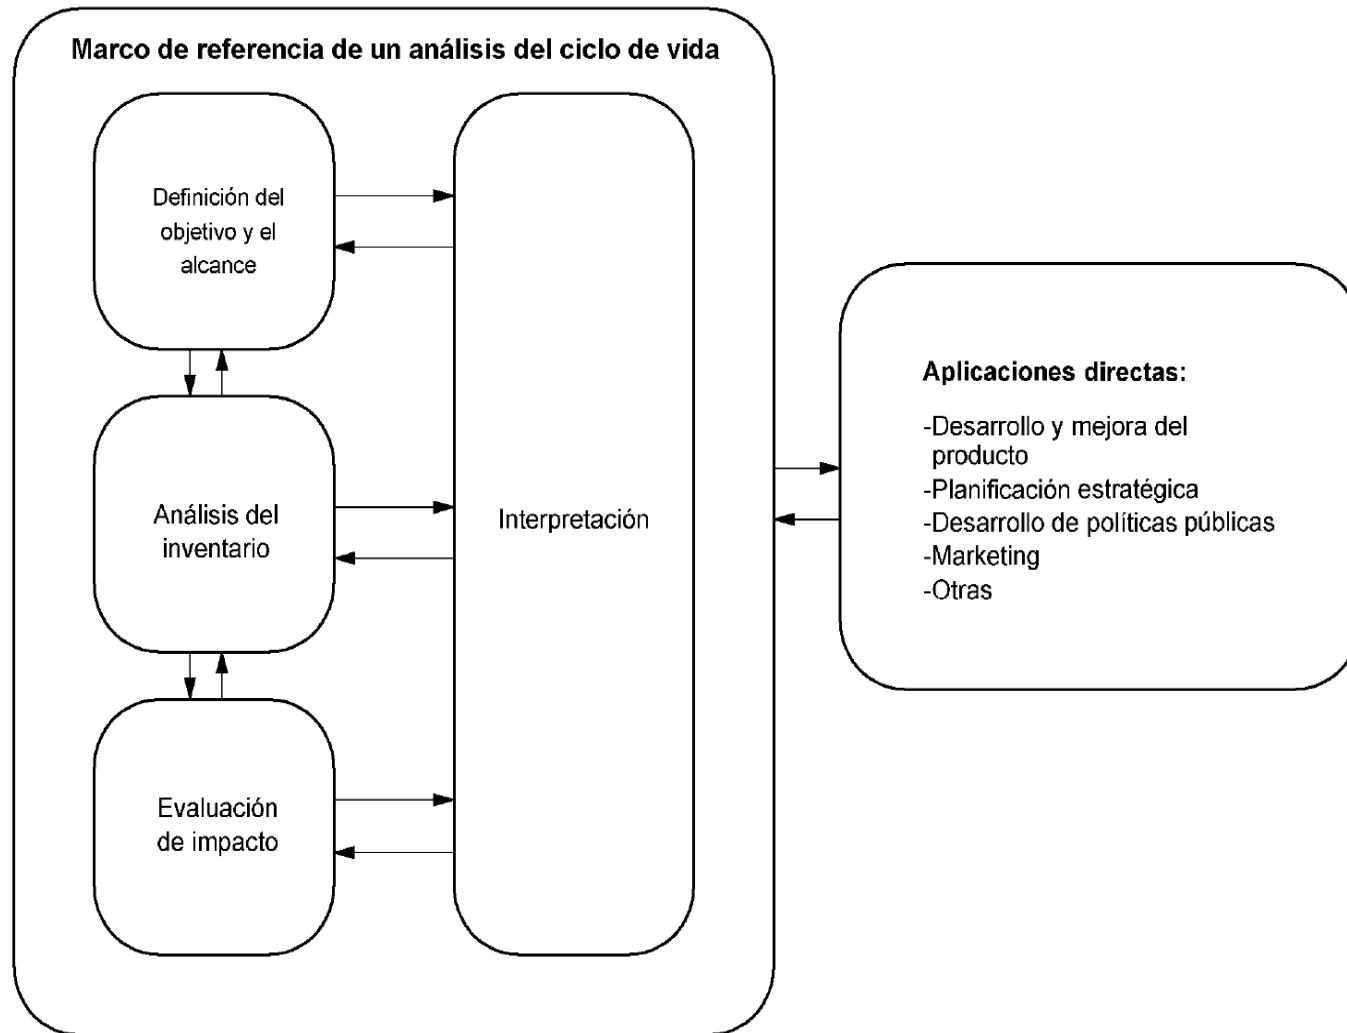 Marco de referencia de un análisis del ciclo de vida
Definición del
objetivo y el
alcance
Análisis del
inventario
Evaluación
de impacto
Interpretación
Aplicaciones directas:
-Desarrollo y mejora del
producto
-Planificación estratégica
-Desarrollo de políticas públicas
-Marketing
-Otras